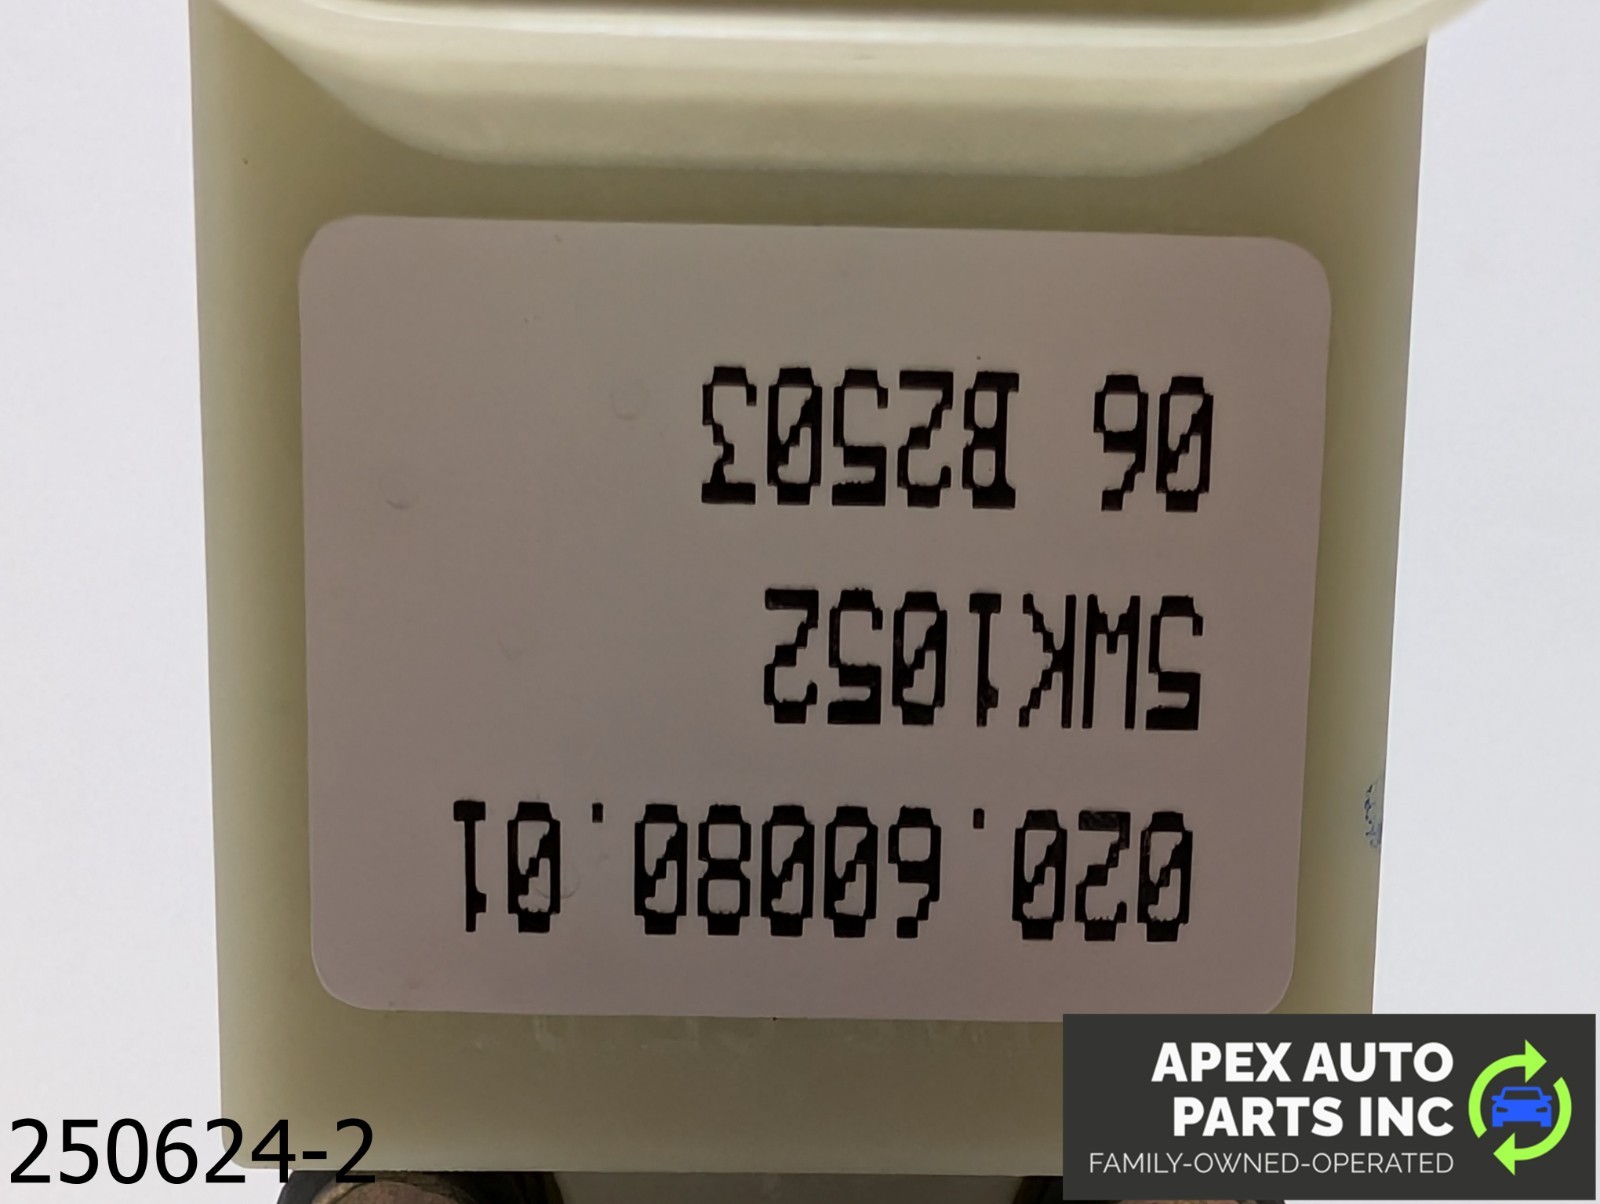 020.60080.01
5WK1052
06 B2503
250624-2
APEX AUTO
PARTS INC
FAMILY-OWNED-OPERATED